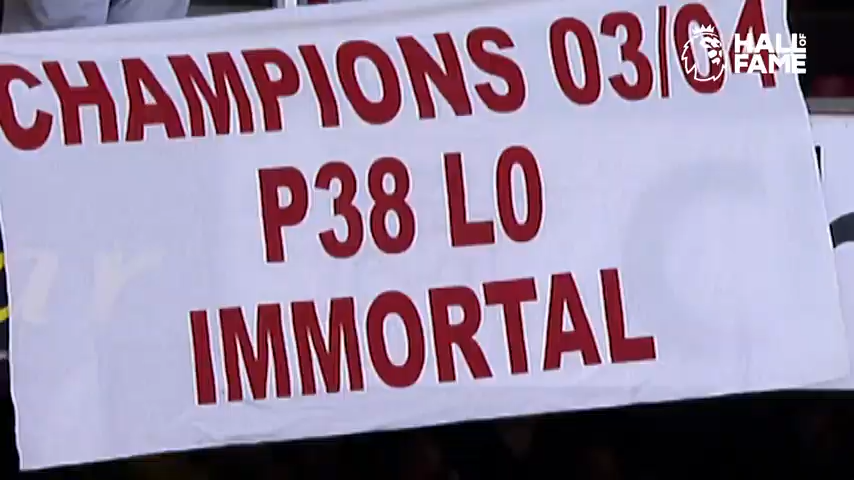 CHAMPIONS 03/04
P38 L0
IMMORTAL
HALL OF
FAME